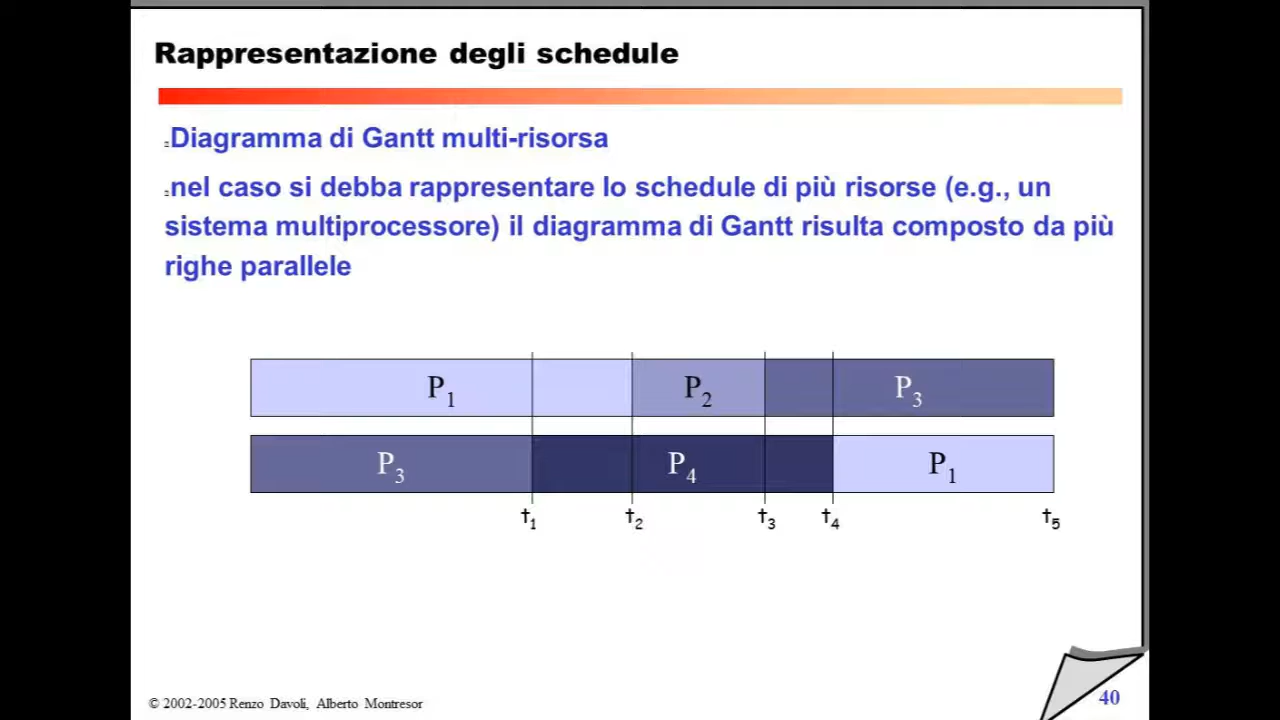 Rappresentazione degli schedule
Diagramma di Gantt multi-risorsa
nel caso si debba rappresentare lo schedule di più risorse (e.g., un
sistema multiprocessore) il diagramma di Gantt risulta composto da più
righe parallele
P1 P2 P3
P3 P4 P1
t1 t2 t3 t4 t5
© 2002-2005 Renzo Davoli, Alberto Montresor
40